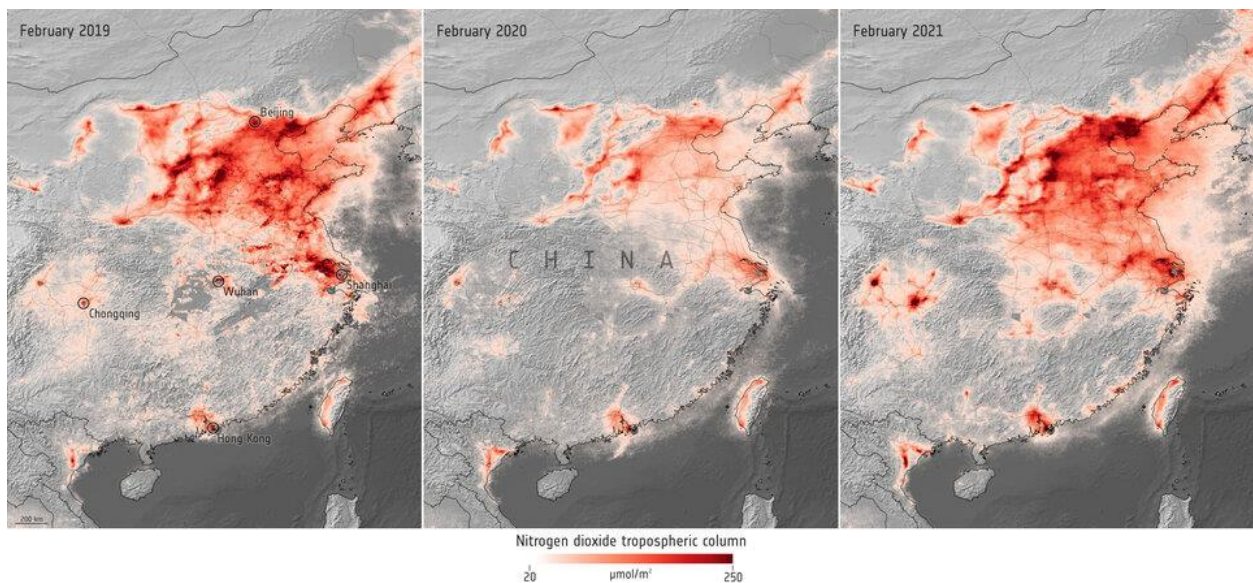 February 2019
February 2020
February 2021
Beijing
CHINA
Wuhan
Shanghai
Chongqing
Hong Kong
200 km
Nitrogen dioxide tropospheric column
20
µmol/m²
250